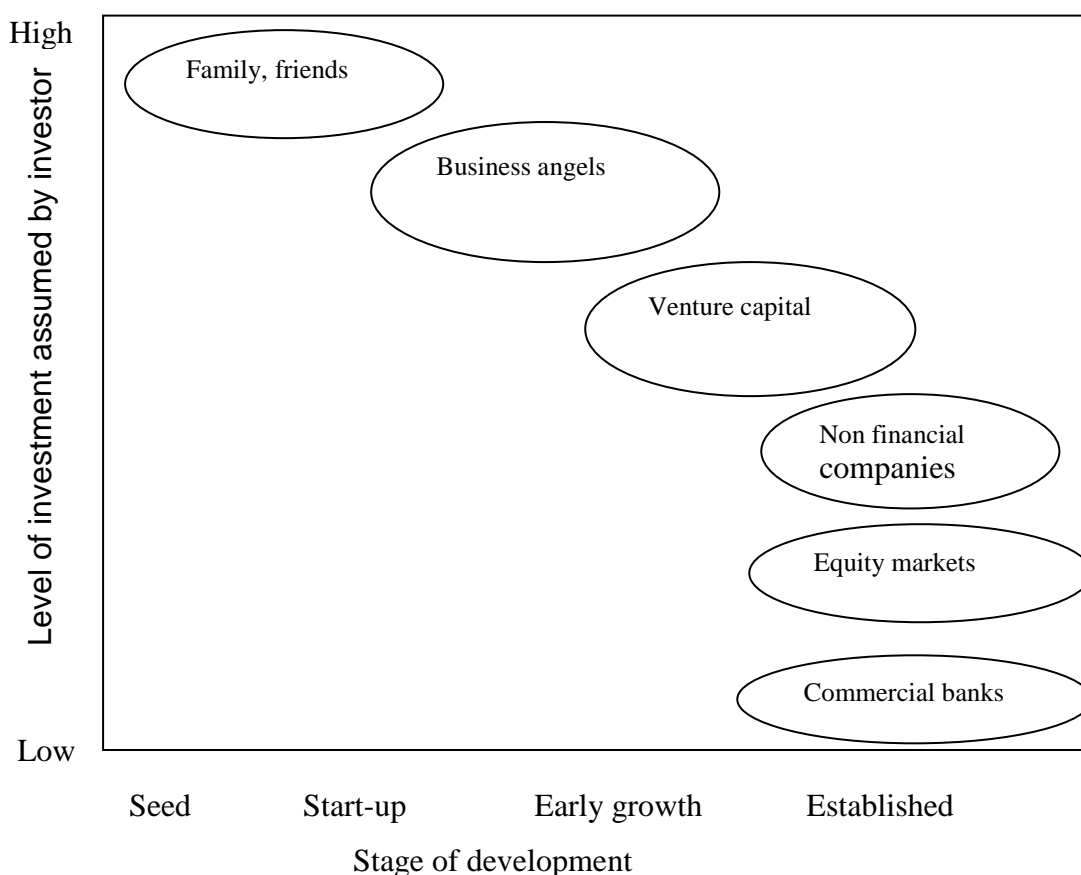 High
Level of investment assumed by investor
Family, friends
Business angels
Venture capital
Non financial
companies
Equity markets
Commercial banks
Low
Seed Start-up Early growth Established
Stage of development